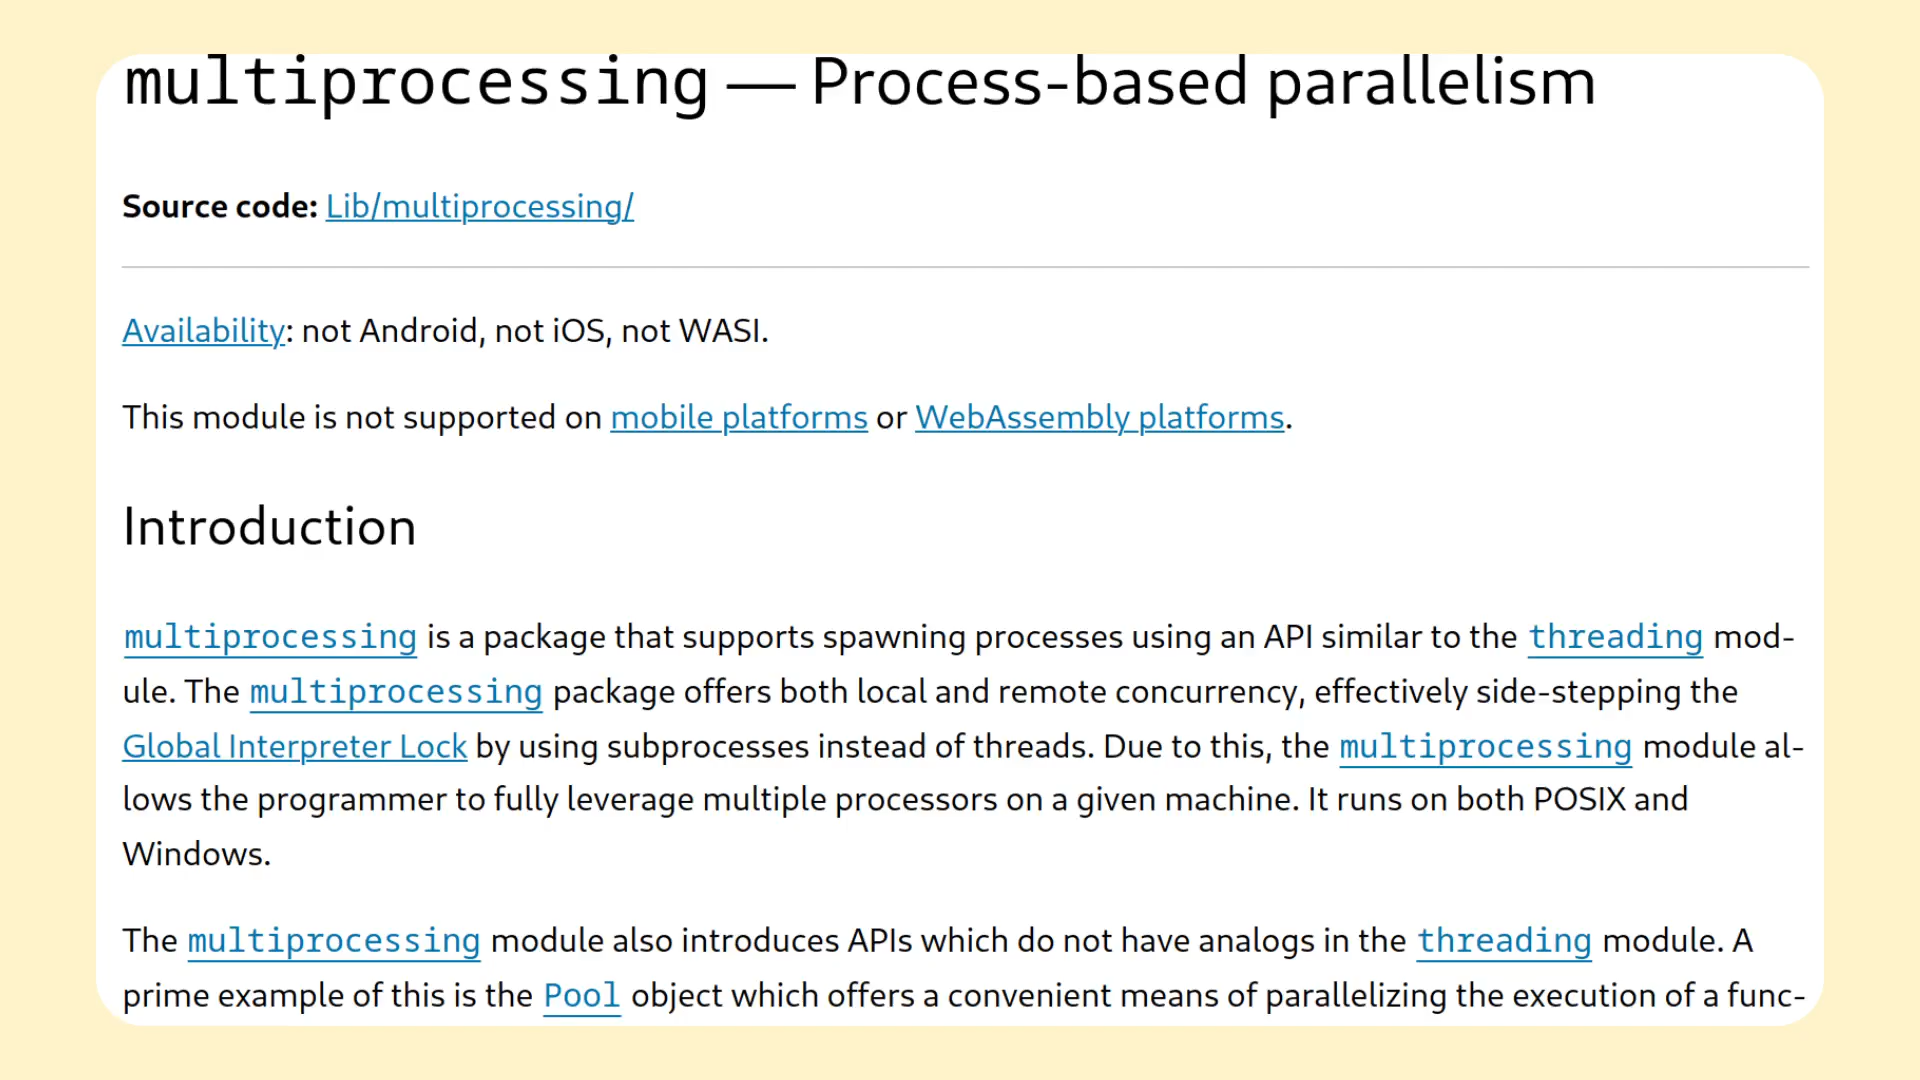 multiprocessing — Process-based parallelism
Source code: Lib/multiprocessing/
Availability: not Android, not iOS, not WASI.
This module is not supported on mobile platforms or WebAssembly platforms.
Introduction
multiprocessing is a package that supports spawning processes using an API similar to the threading mod-
ule. The multiprocessing package offers both local and remote concurrency, effectively side-stepping the
Global Interpreter Lock by using subprocesses instead of threads. Due to this, the multiprocessing module al-
lows the programmer to fully leverage multiple processors on a given machine. It runs on both POSIX and
Windows.
The multiprocessing module also introduces APIs which do not have analogs in the threading module. A
prime example of this is the Pool object which offers a convenient means of parallelizing the execution of a func-